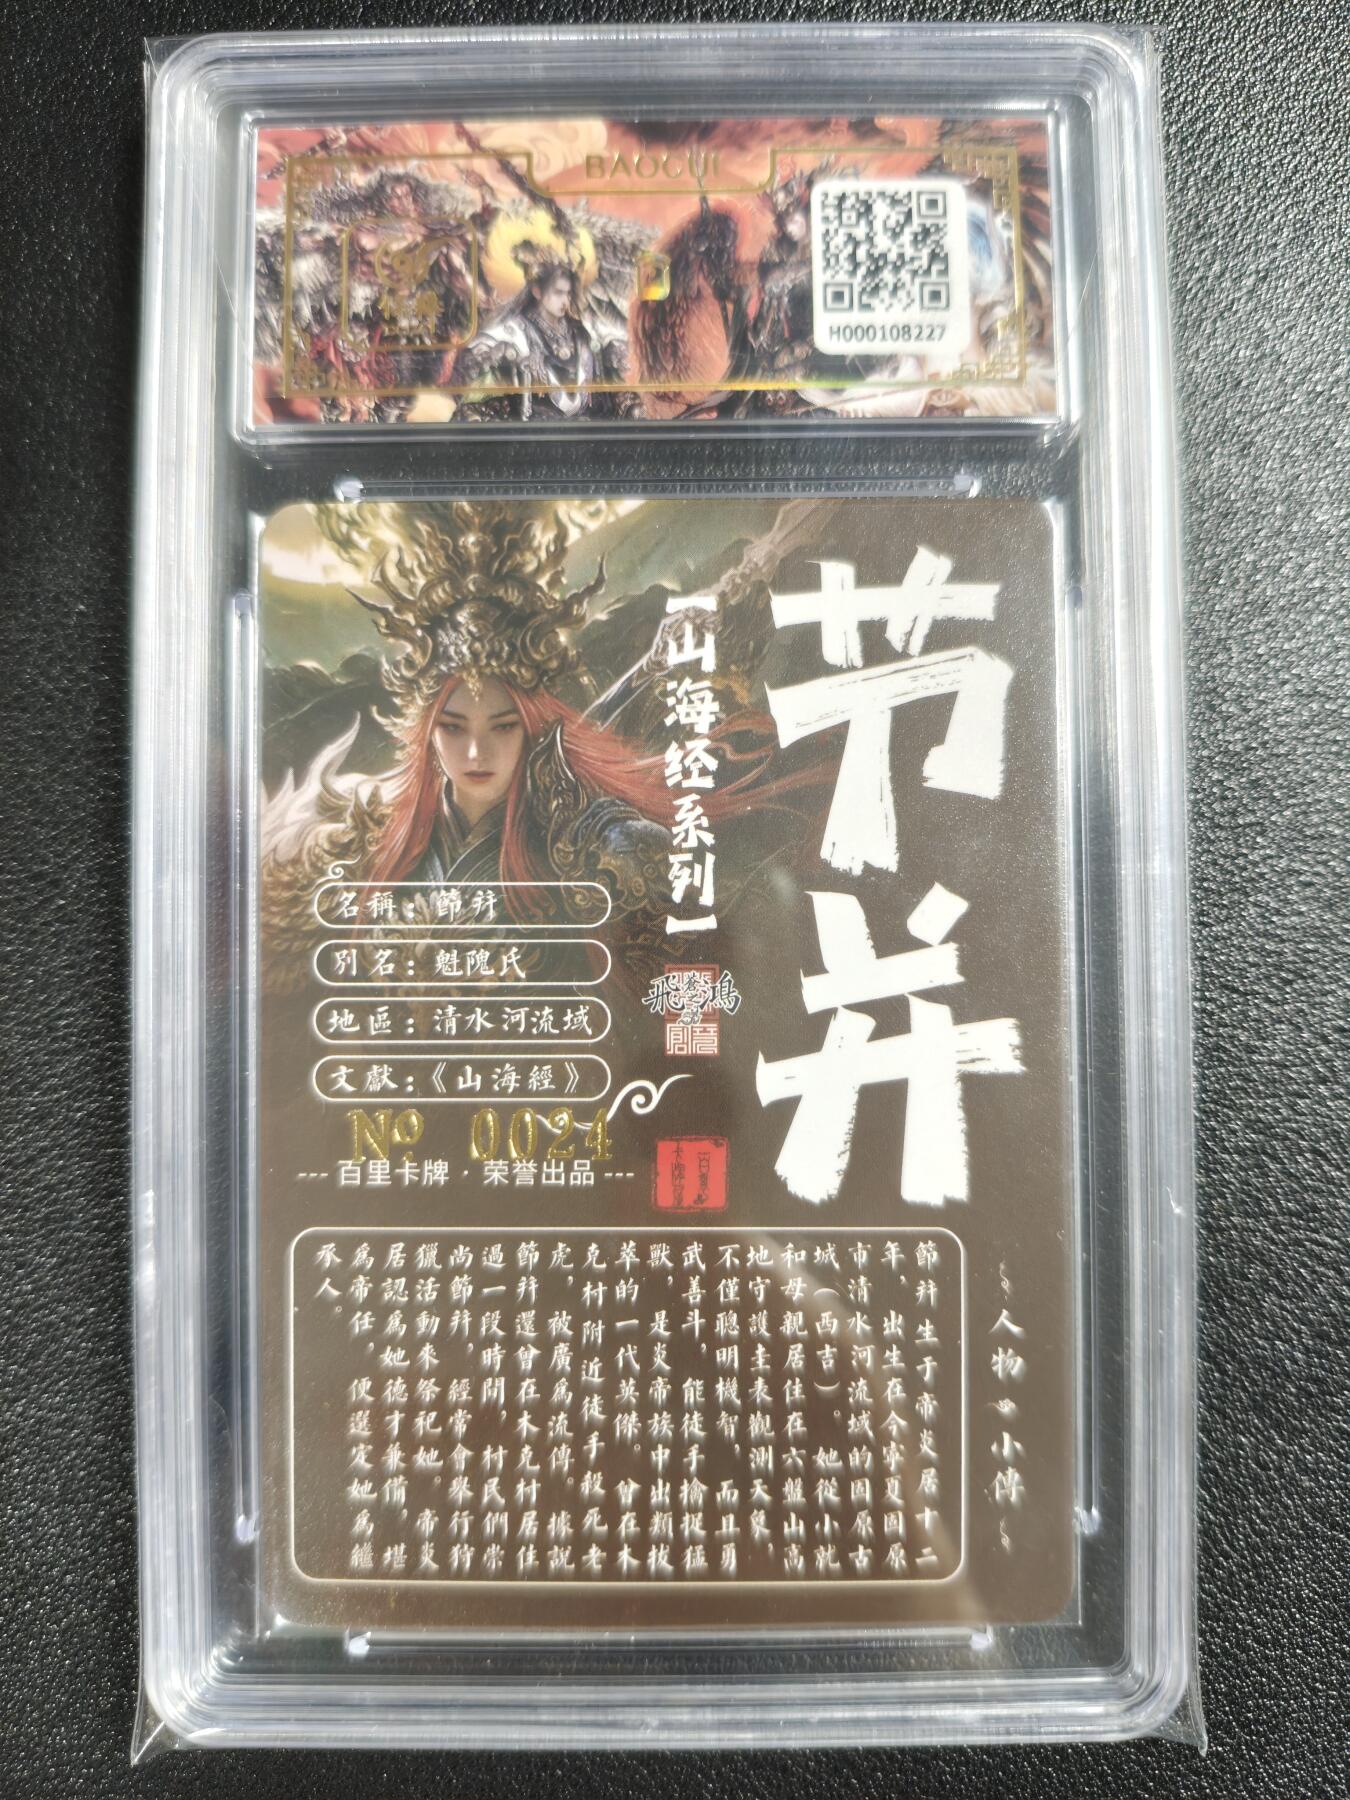 BAOCUI
H000108227
节并
【山海经系列】
飛鴻
名稱：節并
別名：魁隗氏
地區：清水河流域
文獻：《山海經》
№ 0024
--- 百里卡牌 · 荣誉出品 ---
人物 小傳
節并生于帝炎居十二
年，出生在今寧夏固原
市清水河流域的固原古
城（西吉）。她從小就
和母親居住在六盤山高
地守護圭表觀測天象，
不僅聰明機智，而且勇
武善斗，能徒手擒捉猛
獸，是炎帝族中出類拔
萃的一代英傑。曾在木
克村附近徒手殺死老
虎，被廣爲流傳。據説
節并還曾在木克村居住
過一段時間，村民們崇
尚節并，經常會舉行狩
獵活動來祭祀她。帝炎
居認爲她德才兼備，堪
爲帝任，便選定她爲繼
承人。